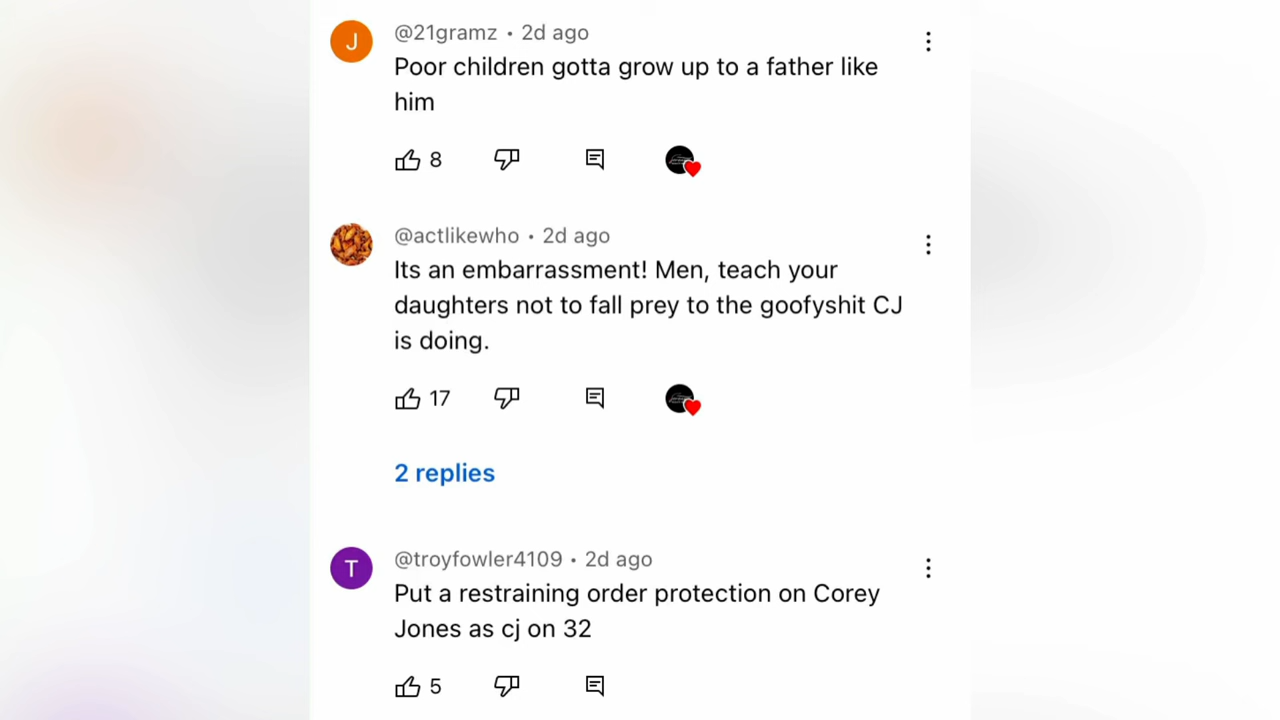 J
@21gramz • 2d ago
Poor children gotta grow up to a father like
him
8
@actlikewho • 2d ago
Its an embarrassment! Men, teach your
daughters not to fall prey to the goofyshit CJ
is doing.
17
2 replies
T
@troyfowler4109 • 2d ago
Put a restraining order protection on Corey
Jones as cj on 32
5